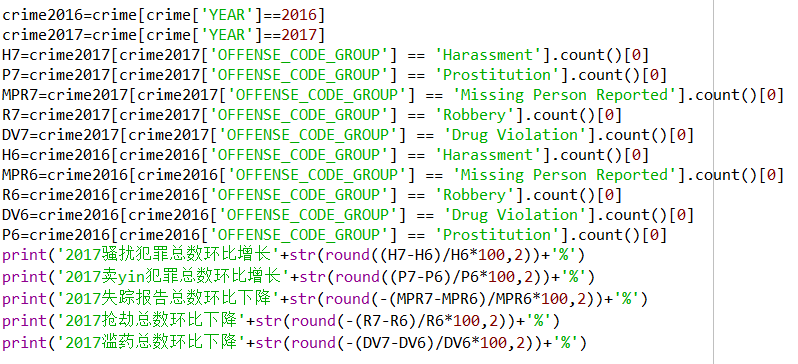 crime2016=crime[crime['YEAR']==2016]
crime2017=crime[crime['YEAR']==2017]
H7=crime2017[crime2017['OFFENSE_CODE_GROUP'] == 'Harassment'].count()[0]
P7=crime2017[crime2017['OFFENSE_CODE_GROUP'] == 'Prostitution'].count()[0]
MPR7=crime2017[crime2017['OFFENSE_CODE_GROUP'] == 'Missing Person Reported'].count()[0]
R7=crime2017[crime2017['OFFENSE_CODE_GROUP'] == 'Robbery'].count()[0]
DV7=crime2017[crime2017['OFFENSE_CODE_GROUP'] == 'Drug Violation'].count()[0]
H6=crime2016[crime2016['OFFENSE_CODE_GROUP'] == 'Harassment'].count()[0]
MPR6=crime2016[crime2016['OFFENSE_CODE_GROUP'] == 'Missing Person Reported'].count()[0]
R6=crime2016[crime2016['OFFENSE_CODE_GROUP'] == 'Robbery'].count()[0]
DV6=crime2016[crime2016['OFFENSE_CODE_GROUP'] == 'Drug Violation'].count()[0]
P6=crime2016[crime2016['OFFENSE_CODE_GROUP'] == 'Prostitution'].count()[0]
print('2017骚扰犯罪总数环比增长'+str(round((H7-H6)/H6*100,2))+'%')
print('2017卖yin犯罪总数环比增长'+str(round((P7-P6)/P6*100,2))+'%')
print('2017失踪报告总数环比下降'+str(round(-(MPR7-MPR6)/MPR6*100,2))+'%')
print('2017抢劫总数环比下降'+str(round(-(R7-R6)/R6*100,2))+'%')
print('2017滥药总数环比下降'+str(round(-(DV7-DV6)/DV6*100,2))+'%')